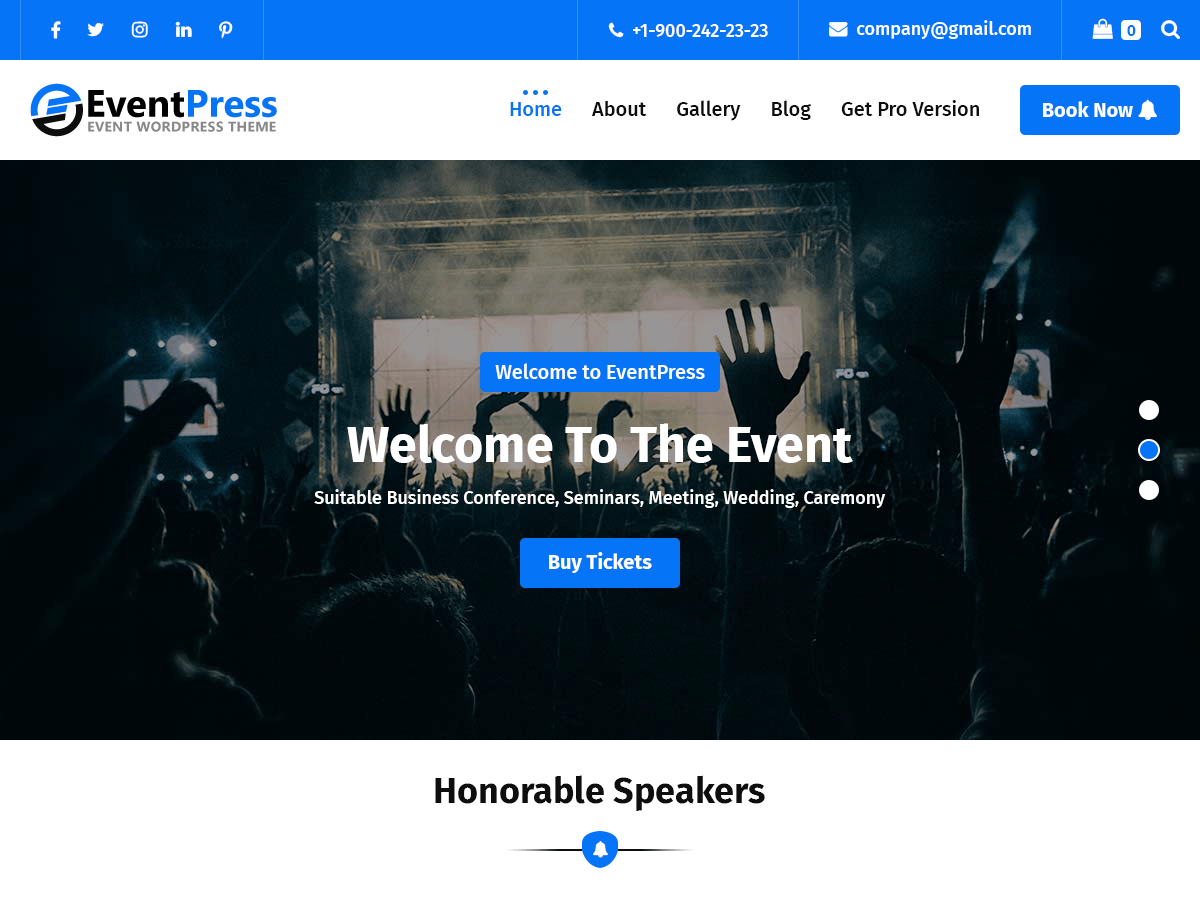 +1-900-242-23-23
company@gmail.com
0
EventPress
EVENT WORDPRESS THEME
Home
About
Gallery
Blog
Get Pro Version
Book Now
Welcome to EventPress
Welcome To The Event
Suitable Business Conference, Seminars, Meeting, Wedding, Caremony
Buy Tickets
Honorable Speakers